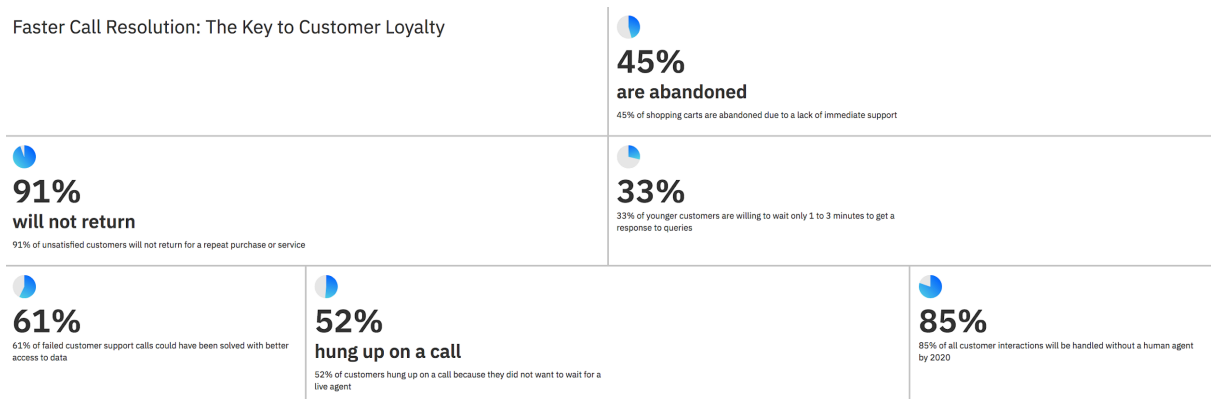 Faster Call Resolution: The Key to Customer Loyalty
45%
are abandoned
45% of shopping carts are abandoned due to a lack of immediate support
91%
will not return
91% of unsatisfied customers will not return for a repeat purchase or service
33%
33% of younger customers are willing to wait only 1 to 3 minutes to get a
response to queries
61%
61% of failed customer support calls could have been solved with better
access to data
52%
hung up on a call
52% of customers hung up on a call because they did not want to wait for a
live agent
85%
85% of all customer interactions will be handled without a human agent
by 2020